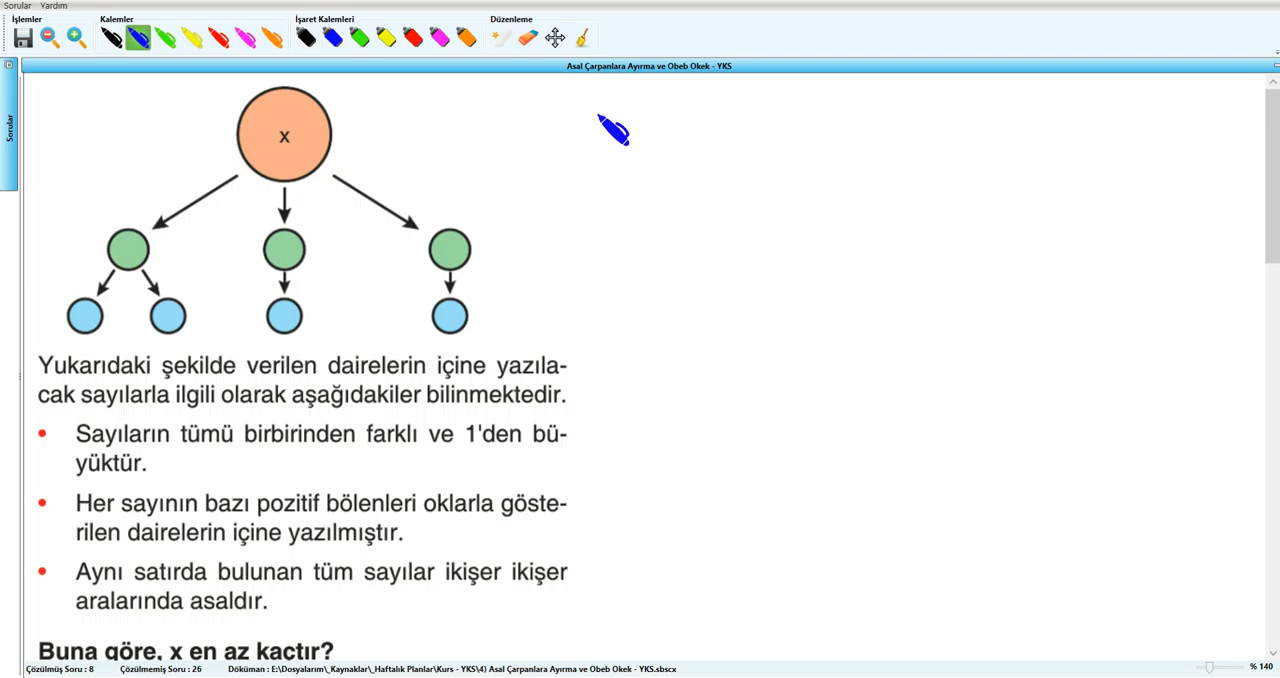 Sorular Yardım
İşlemler Kalemler İşaret Kalemleri Düzenleme
Asal Çarpanlara Ayırma ve Obeb Okek - YKS
Sorular
x
Yukarıdaki şekilde verilen dairelerin içine yazıla-
cak sayılarla ilgili olarak aşağıdakiler bilinmektedir.
• Sayıların tümü birbirinden farklı ve 1'den bü-
yüktür.
• Her sayının bazı pozitif bölenleri oklarla göste-
rilen dairelerin içine yazılmıştır.
• Aynı satırda bulunan tüm sayılar ikişer ikişer
aralarında asaldır.
Buna göre, x en az kaçtır?
Çözülmüş Soru : 8 Çözülmemiş Soru : 26 Döküman : E:\Dosyalarım\_Kaynaklar\_Haftalık Planlar\Kurs - YKS\4) Asal Çarpanlara Ayırma ve Obeb Okek - YKS.sbscx % 140